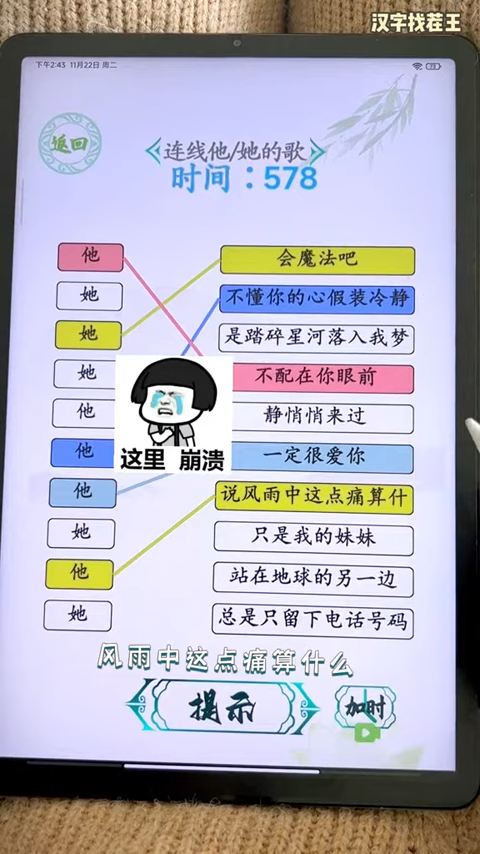 汉字找茬王
下午2:43 11月22日 周二
73
返回
连线他/她的歌
时间：578
他 会魔法吧
她 不懂你的心假装冷静
她 是踏碎星河落入我梦
她 不配在你眼前
他 静悄悄来过
他 一定很爱你
他 说风雨中这点痛算什
她 只是我的妹妹
他 站在地球的另一边
她 总是只留下电话号码
这里 崩溃
风雨中这点痛算什么
提示
加时